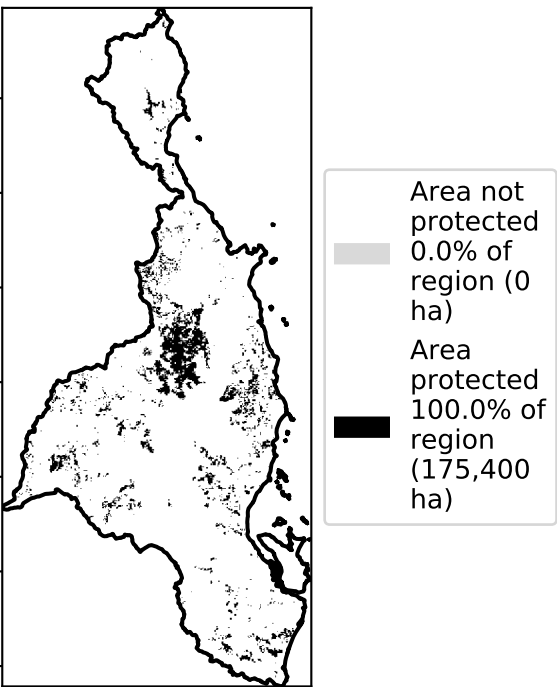 Area not
protected
0.0% of
region (0
ha)
Area
protected
100.0% of
region
(175,400
ha)